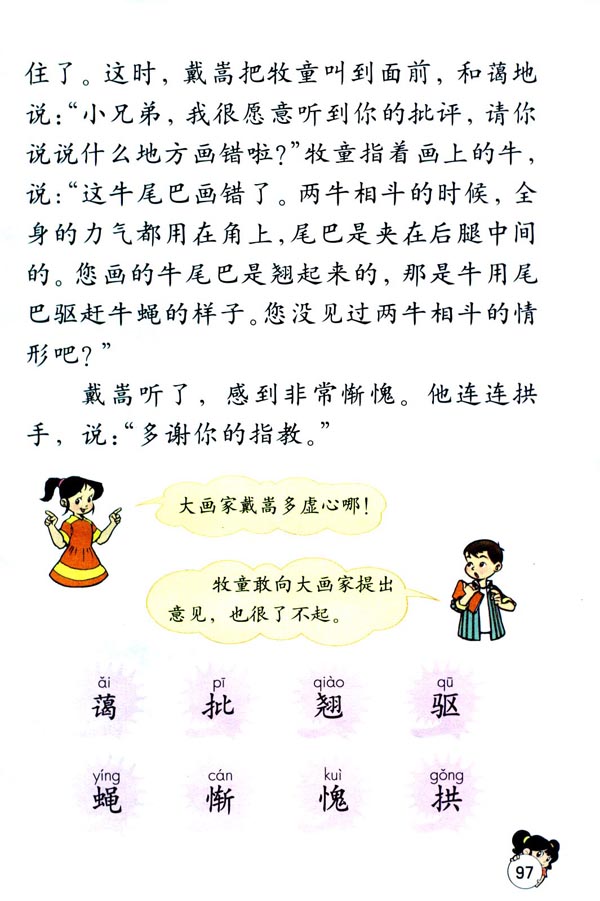 住了。这时，戴嵩把牧童叫到面前，和蔼地
说：“小兄弟，我很愿意听到你的批评，请你
说说什么地方画错啦？”牧童指着画上的牛，
说：“这牛尾巴画错了。两牛相斗的时候，全
身的力气都用在角上，尾巴是夹在后腿中间
的。您画的牛尾巴是翘起来的，那是牛用尾
巴驱赶牛蝇的样子。您没见过两牛相斗的情
形吧？”
戴嵩听了，感到非常惭愧。他连连拱
手，说：“多谢你的指教。”
大画家戴嵩多虚心哪！
牧童敢向大画家提出
意见，也很了不起。
ǎi pī qiào qū
蔼 批 翘 驱
yíng cán kuì gǒng
蝇 惭 愧 拱
97